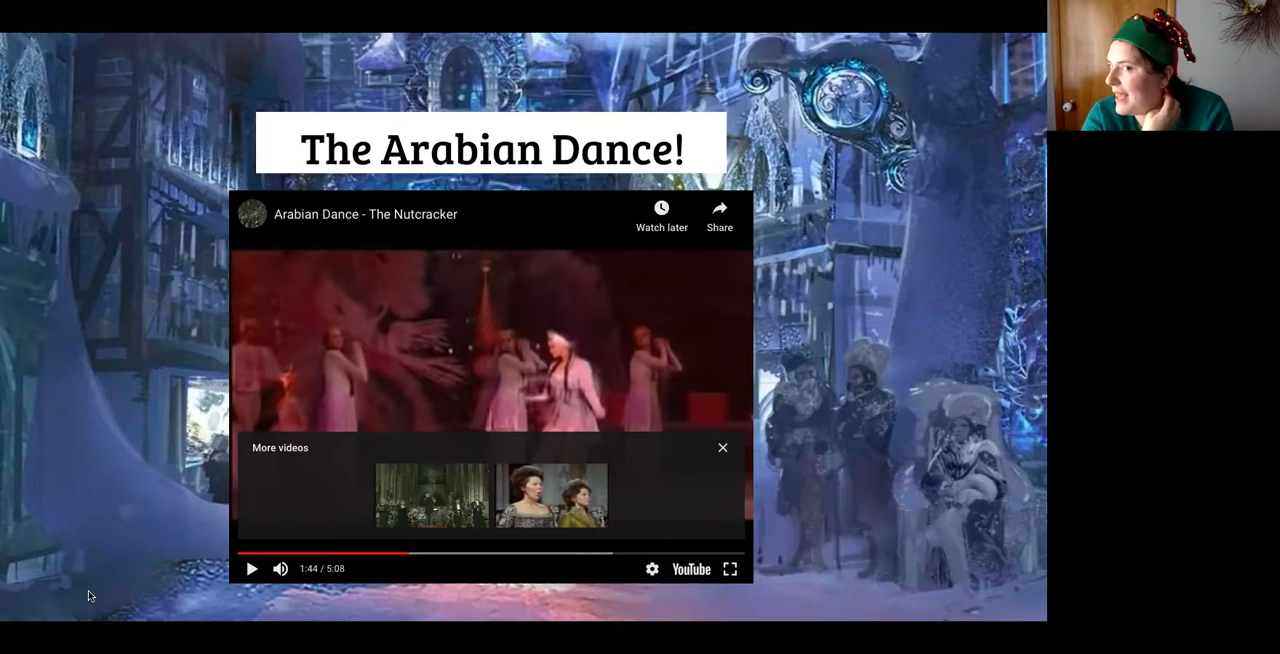 The Arabian Dance!
Arabian Dance - The Nutcracker
Watch later
Share
More videos
1:44 / 5:08
YouTube